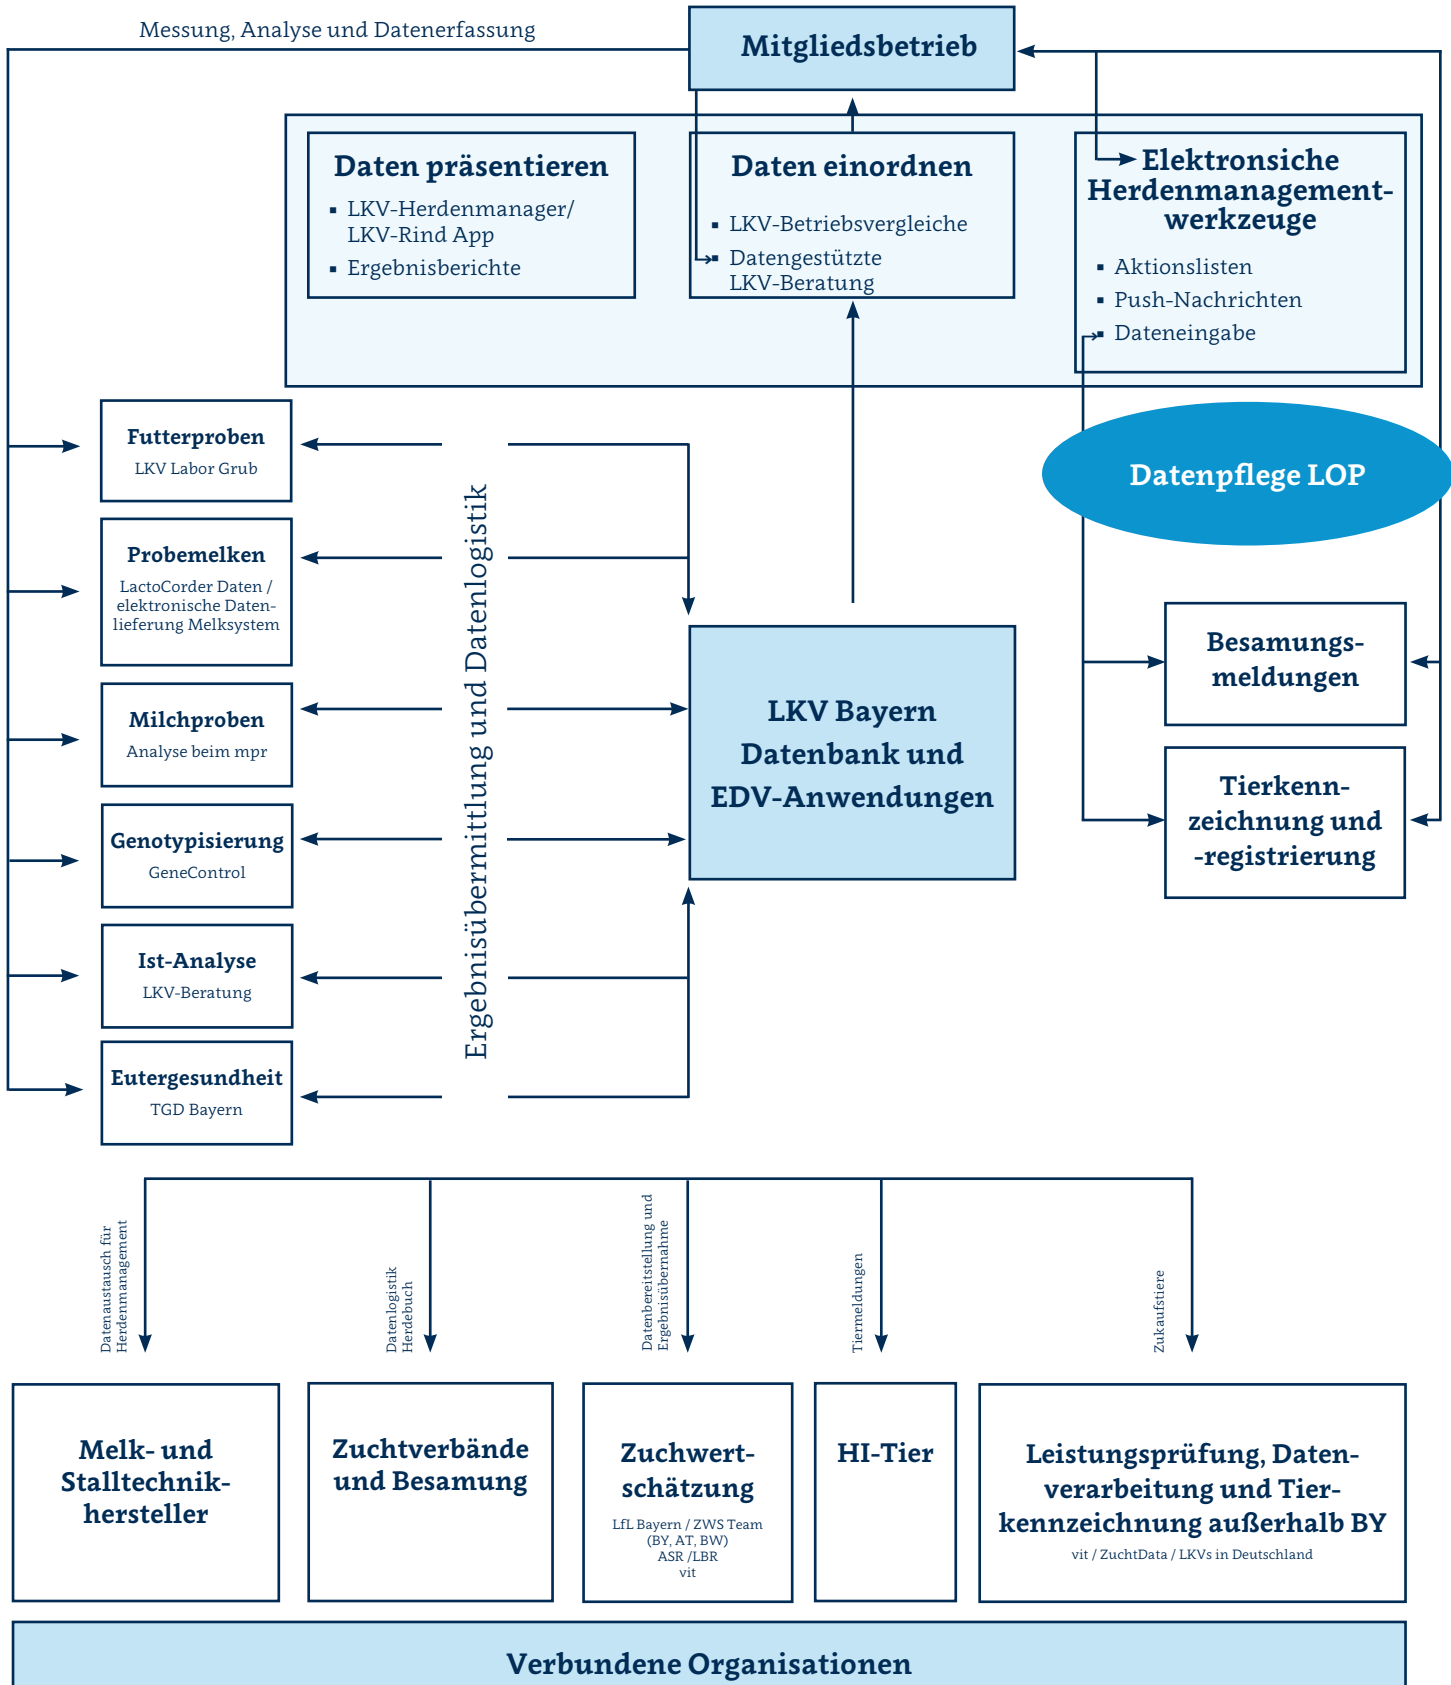 Messung, Analyse und Datenerfassung
Mitgliedsbetrieb
Daten präsentieren
▪ LKV-Herdenmanager/
LKV-Rind App
▪ Ergebnisberichte
Daten einordnen
▪ LKV-Betriebsvergleiche
▪ Datengestützte
LKV-Beratung
Elektronsiche
Herdenmanagement-
werkzeuge
▪ Aktionslisten
▪ Push-Nachrichten
▪ Dateneingabe
Datenpflege LOP
Futterproben
LKV Labor Grub
Probemelken
LactoCorder Daten /
elektronische Daten-
lieferung Melksystem
Milchproben
Analyse beim mpr
Genotypisierung
GeneControl
Ist-Analyse
LKV-Beratung
Eutergesundheit
TGD Bayern
Ergebnisübermittlung und Datenlogistik
LKV Bayern
Datenbank und
EDV-Anwendungen
Besamungs-
meldungen
Tierkenn-
zeichnung und
-registrierung
Datenaustausch für
Herdenmanagement
Datenlogistik
Herdebuch
Datenbereitstellung und
Ergebnisübernahme
Tiermeldungen
Zukaufstiere
Melk- und
Stalltechnik-
hersteller
Zuchtverbände
und Besamung
Zuchwert-
schätzung
LfL Bayern / ZWS Team
(BY, AT, BW)
ASR /LBR
vit
HI-Tier
Leistungsprüfung, Daten-
verarbeitung und Tier-
kennzeichnung außerhalb BY
vit / ZuchtData / LKVs in Deutschland
Verbundene Organisationen